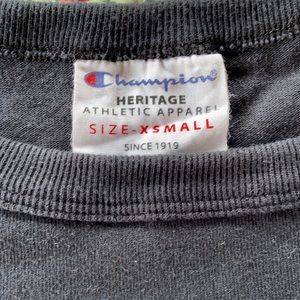 Champion®
HERITAGE
ATHLETIC APPAREL
SIZE-XSMALL
SINCE 1919